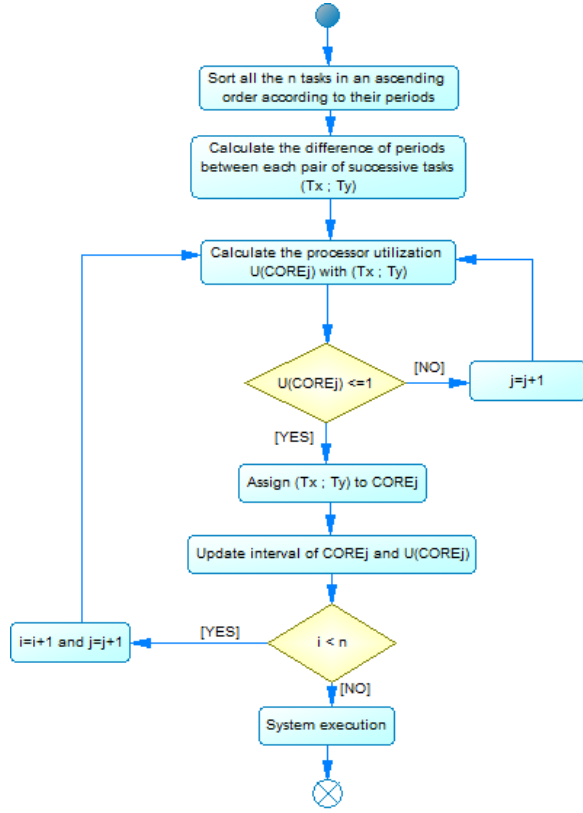 Sort all the n tasks in an ascending
order according to their periods
Calculate the difference of periods
between each pair of successive tasks
(Tx ; Ty)
Calculate the processor utilization
U(COREj) with (Tx ; Ty)
U(COREj) <=1
[NO]
j=j+1
[YES]
Assign (Tx ; Ty) to COREj
Update interval of COREj and U(COREj)
i < n
[YES]
i=i+1 and j=j+1
[NO]
System execution